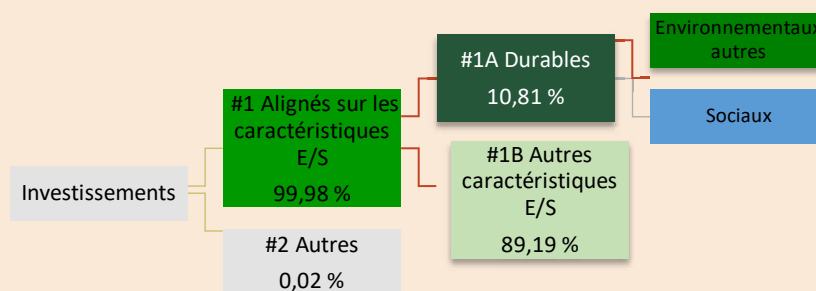 Investissements
#1 Alignés sur les
caractéristiques
E/S
99,98 %
#2 Autres
0,02 %
#1A Durables
10,81 %
#1B Autres
caractéristiques
E/S
89,19 %
Environnementaux
autres
Sociaux